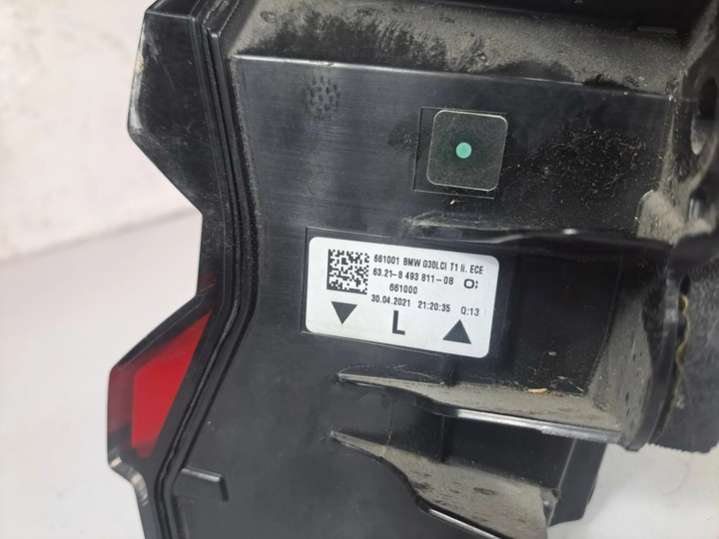 661001 BMW G30LCI T1 li. ECE
63.21-8 493 811-08 O;
661000
30.04.2021 21:20:35 Q:13
▼ L ▲